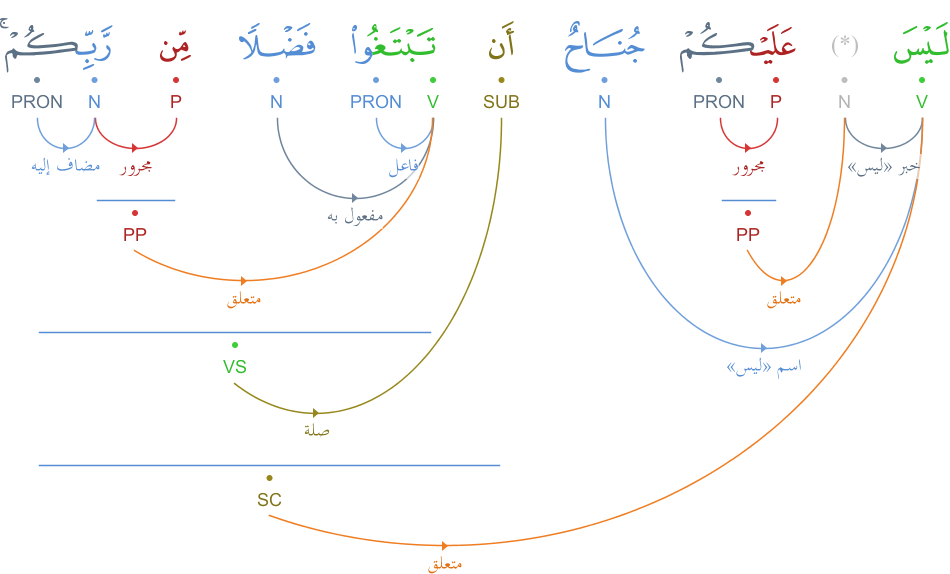 لَيْسَ (*) عَلَيْكُمْ جُنَاحٌ أَن تَبْتَغُوا۟ فَضْلًا مِّن رَّبِّكُمْ ۚ
V N P PRON N SUB V PRON N P N PRON
خبر «ليس» مجرور فاعل مجرور مضاف إليه
مفعول به
PP PP
متعلق متعلق
اسم «ليس»
VS
صلة
SC
متعلق